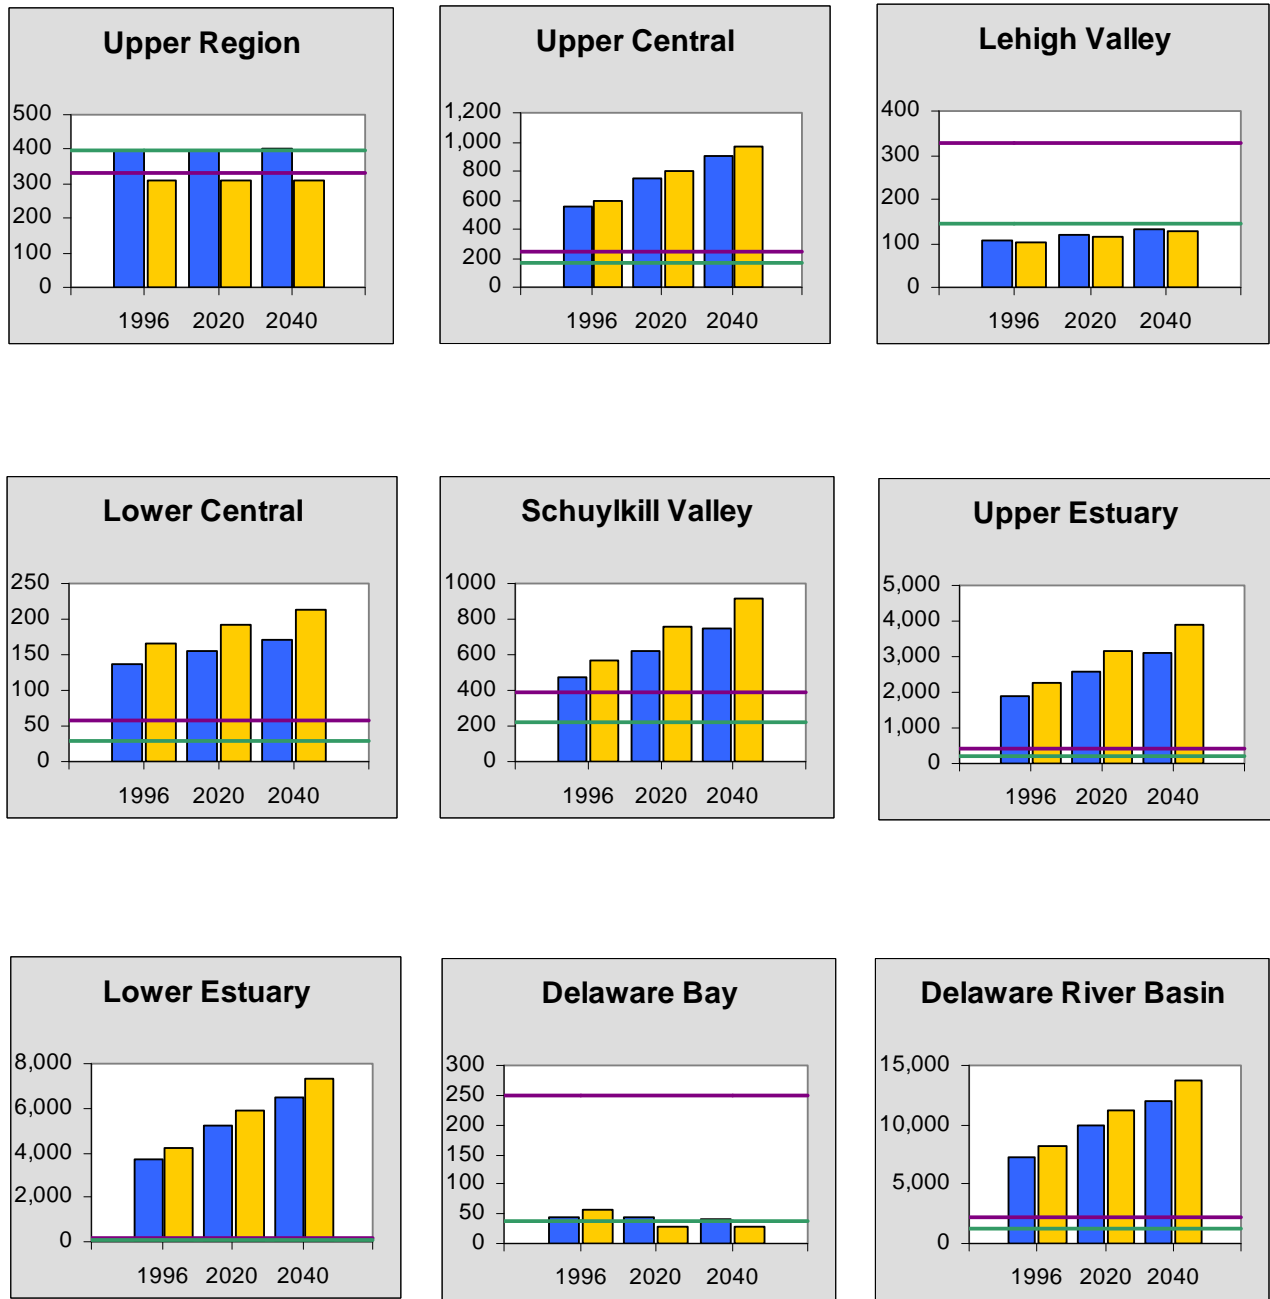 Upper Region
500
400
300
200
100
0
1996 2020 2040
Upper Central
1,200
1,000
800
600
400
200
0
1996 2020 2040
Lehigh Valley
400
300
200
100
0
1996 2020 2040
Lower Central
250
200
150
100
50
0
1996 2020 2040
Schuylkill Valley
1000
800
600
400
200
0
1996 2020 2040
Upper Estuary
5,000
4,000
3,000
2,000
1,000
0
1996 2020 2040
Lower Estuary
8,000
6,000
4,000
2,000
0
1996 2020 2040
Delaware Bay
300
250
200
150
100
50
0
1996 2020 2040
Delaware River Basin
15,000
10,000
5,000
0
1996 2020 2040